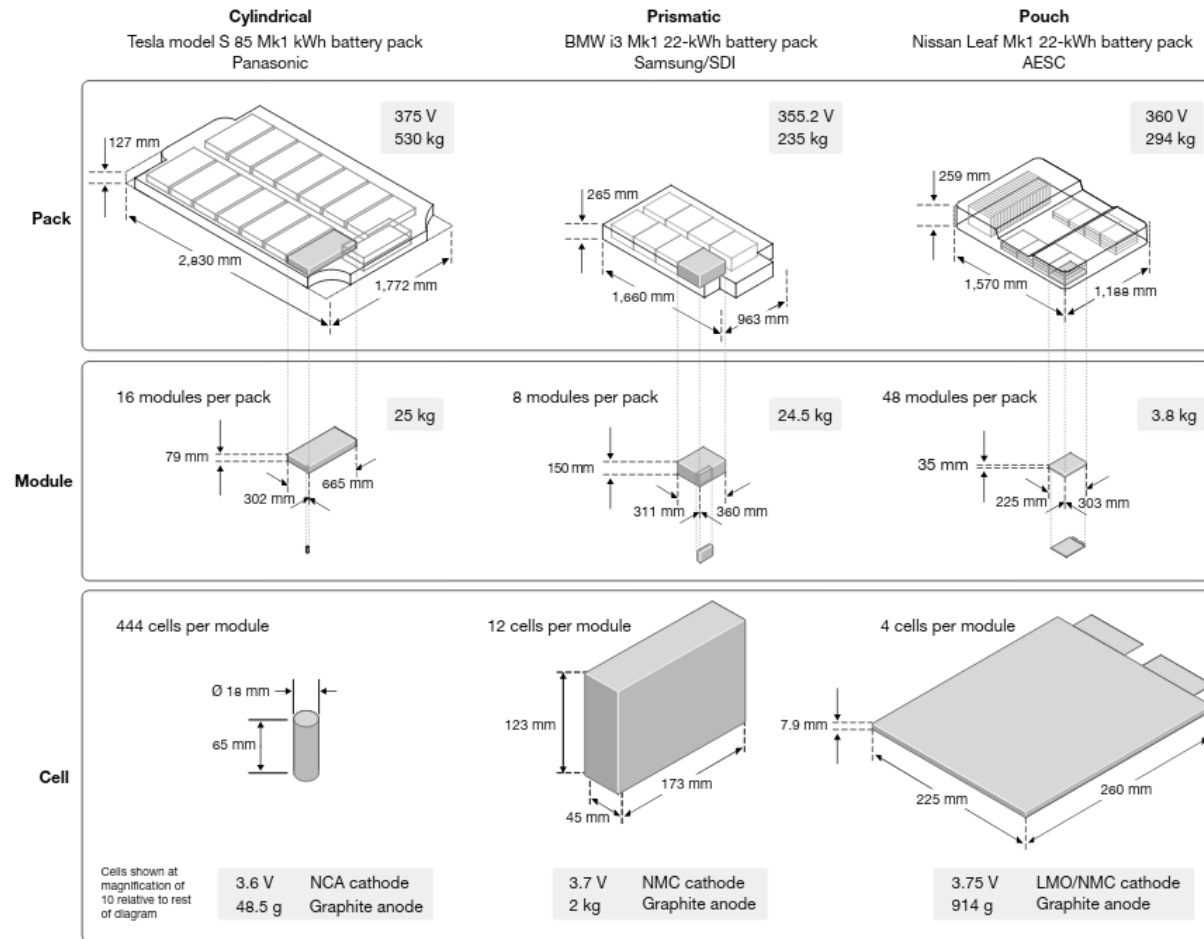 Cylindrical
Tesla model S 85 Mk1 kWh battery pack
Panasonic
Prismatic
BMW i3 Mk1 22-kWh battery pack
Samsung/SDI
Pouch
Nissan Leaf Mk1 22-kWh battery pack
AESC
Pack
375 V
530 kg
127 mm
2,830 mm
1,772 mm
355.2 V
235 kg
265 mm
1,660 mm
963 mm
360 V
294 kg
259 mm
1,570 mm
1,188 mm
Module
16 modules per pack
25 kg
79 mm
302 mm
665 mm
8 modules per pack
24.5 kg
150 mm
311 mm
360 mm
48 modules per pack
3.8 kg
35 mm
225 mm
303 mm
Cell
444 cells per module
Ø 18 mm
65 mm
12 cells per module
123 mm
45 mm
173 mm
4 cells per module
7.9 mm
225 mm
260 mm
Cells shown at
magnification of
10 relative to rest
of diagram
3.6 V NCA cathode
48.5 g Graphite anode
3.7 V NMC cathode
2 kg Graphite anode
3.75 V LMO/NMC cathode
914 g Graphite anode